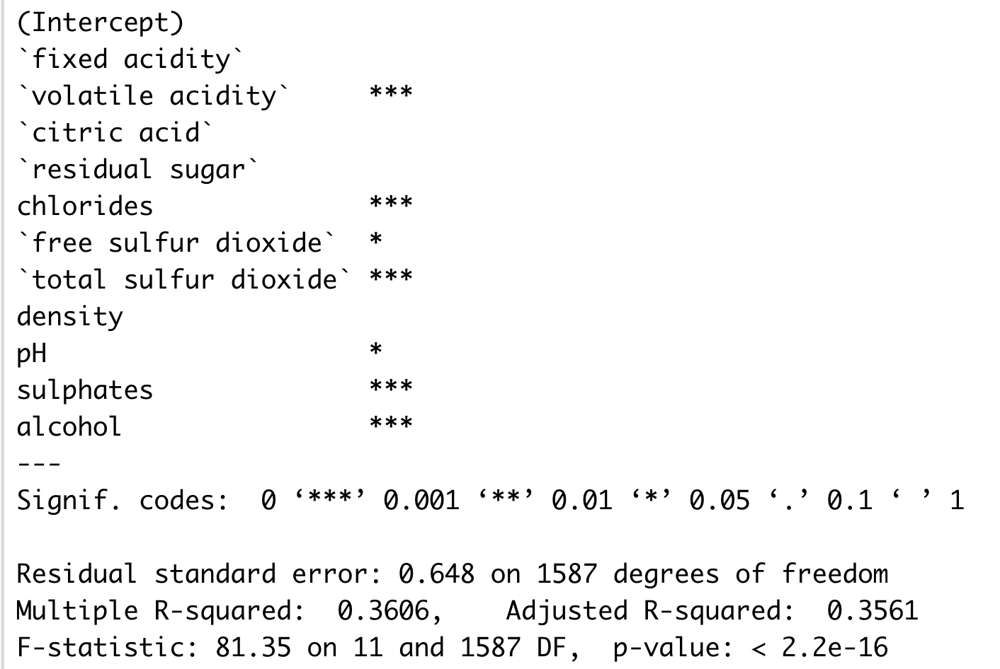 (Intercept)
`fixed acidity`
`volatile acidity`     ***
`citric acid`
`residual sugar`
chlorides              ***
`free sulfur dioxide`  *
`total sulfur dioxide` ***
density
pH                     *
sulphates              ***
alcohol                ***
---
Signif. codes:  0 ‘***’ 0.001 ‘**’ 0.01 ‘*’ 0.05 ‘.’ 0.1 ‘ ’ 1
Residual standard error: 0.648 on 1587 degrees of freedom
Multiple R-squared:  0.3606,    Adjusted R-squared:  0.3561
F-statistic: 81.35 on 11 and 1587 DF,  p-value: < 2.2e-16